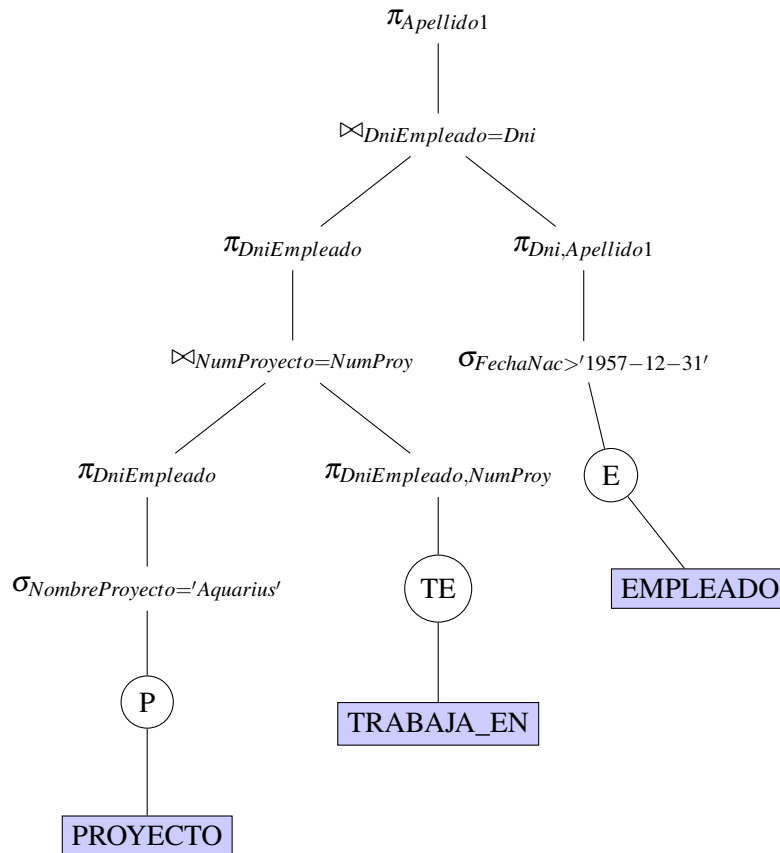 π_Apellido1
⋈_DniEmpleado=Dni
π_DniEmpleado
π_Dni,Apellido1
⋈_NumProyecto=NumProy
σ_FechaNac>'1957−12−31'
π_DniEmpleado
π_DniEmpleado,NumProy
E
σ_NombreProyecto='Aquarius'
TE
EMPLEADO
P
TRABAJA_EN
PROYECTO